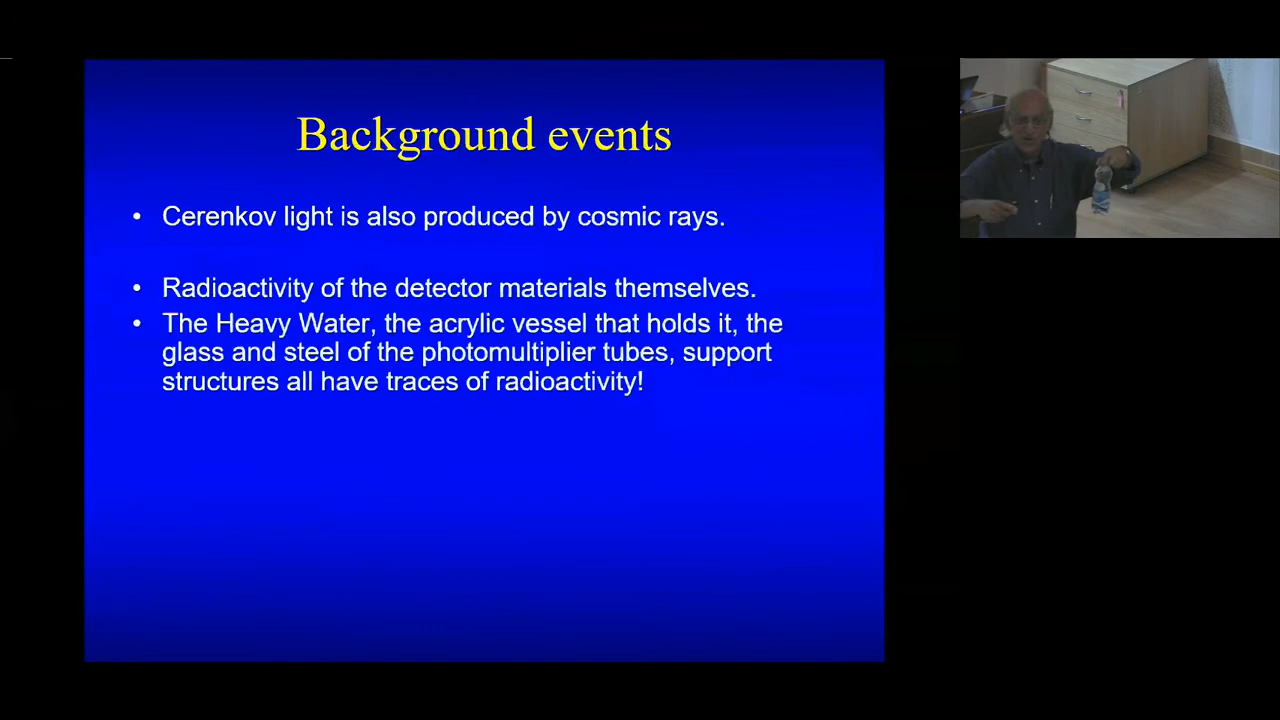 Background events
• Cerenkov light is also produced by cosmic rays.
• Radioactivity of the detector materials themselves.
• The Heavy Water, the acrylic vessel that holds it, the
glass and steel of the photomultiplier tubes, support
structures all have traces of radioactivity!